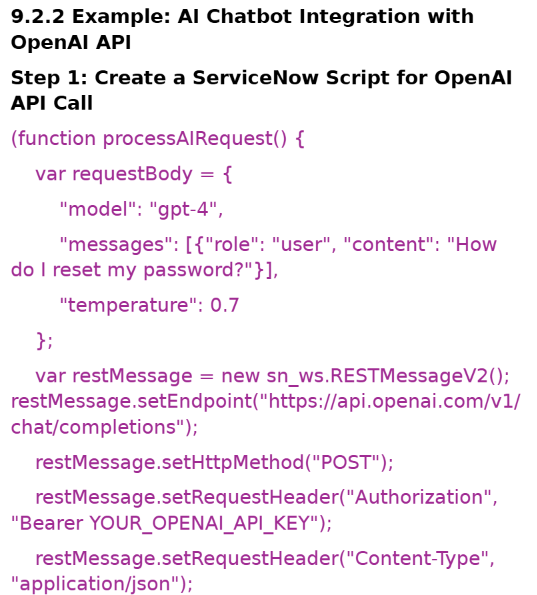 9.2.2 Example: AI Chatbot Integration with
OpenAI API
Step 1: Create a ServiceNow Script for OpenAI
API Call
(function processAIRequest() {
var requestBody = {
"model": "gpt-4",
"messages": [{"role": "user", "content": "How
do I reset my password?"}],
"temperature": 0.7
};
var restMessage = new sn_ws.RESTMessageV2();
restMessage.setEndpoint("https://api.openai.com/v1/
chat/completions");
restMessage.setHttpMethod("POST");
restMessage.setRequestHeader("Authorization",
"Bearer YOUR_OPENAI_API_KEY");
restMessage.setRequestHeader("Content-Type",
"application/json");